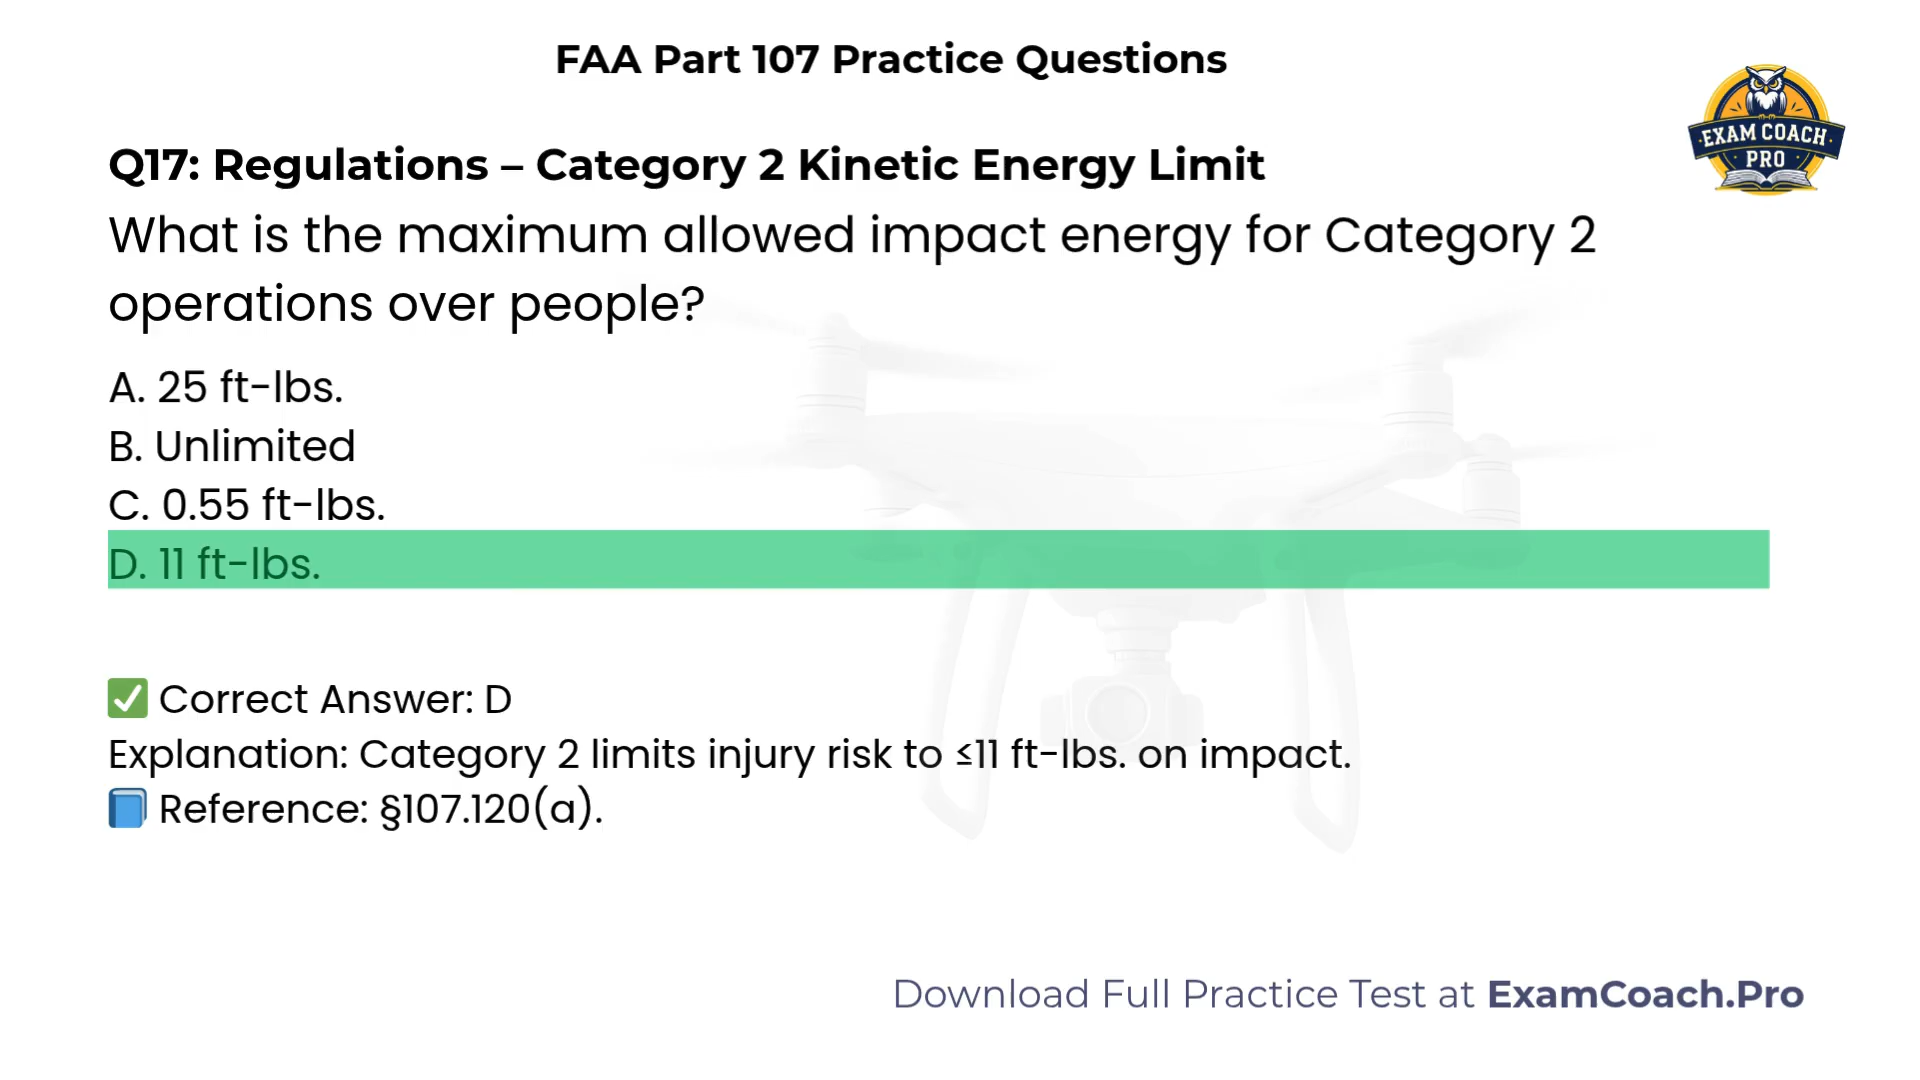 FAA Part 107 Practice Questions
EXAM COACH
PRO
Q17: Regulations – Category 2 Kinetic Energy Limit
What is the maximum allowed impact energy for Category 2
operations over people?
A. 25 ft-lbs.
B. Unlimited
C. 0.55 ft-lbs.
D. 11 ft-lbs.
✅ Correct Answer: D
Explanation: Category 2 limits injury risk to ≤11 ft-lbs. on impact.
📘 Reference: §107.120(a).
Download Full Practice Test at ExamCoach.Pro